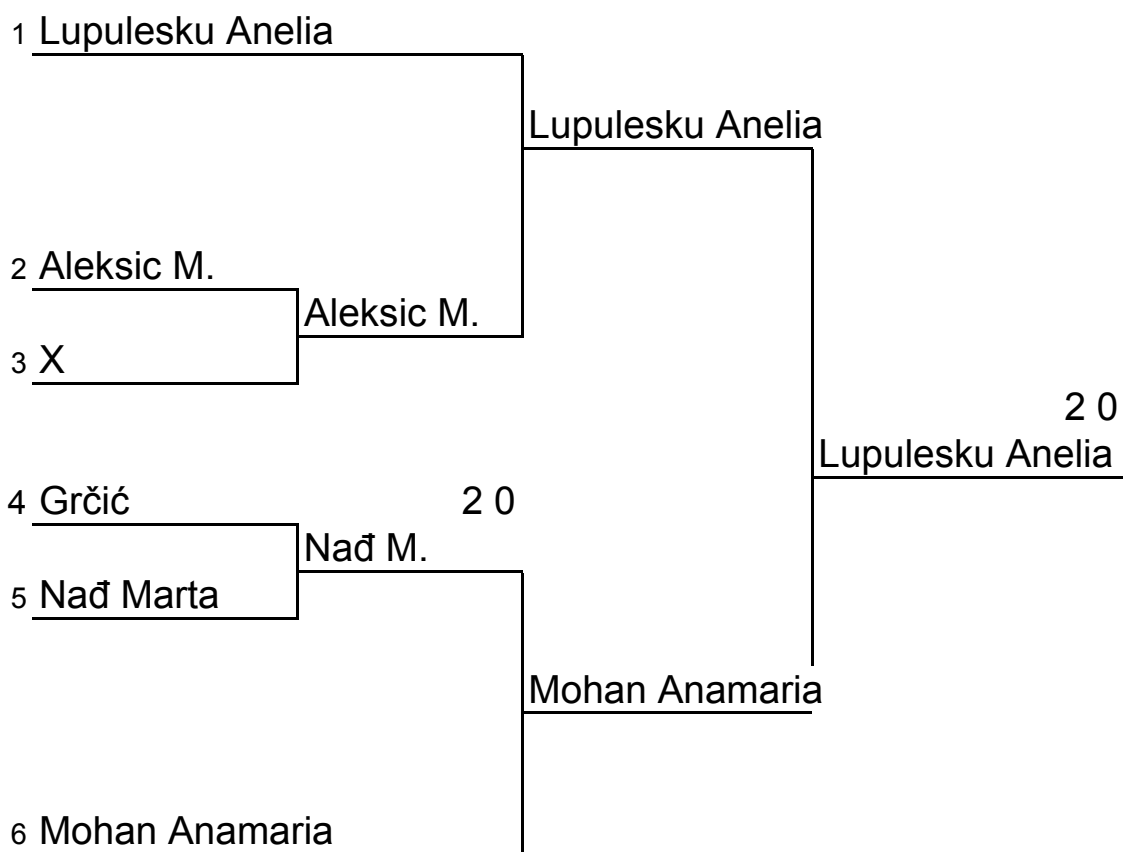 1 Lupulesku Anelia
Lupulesku Anelia
2 Aleksic M.
Aleksic M.
3 X
2 0
Lupulesku Anelia
4 Grčić
2 0
Nađ M.
5 Nađ Marta
Mohan Anamaria
6 Mohan Anamaria